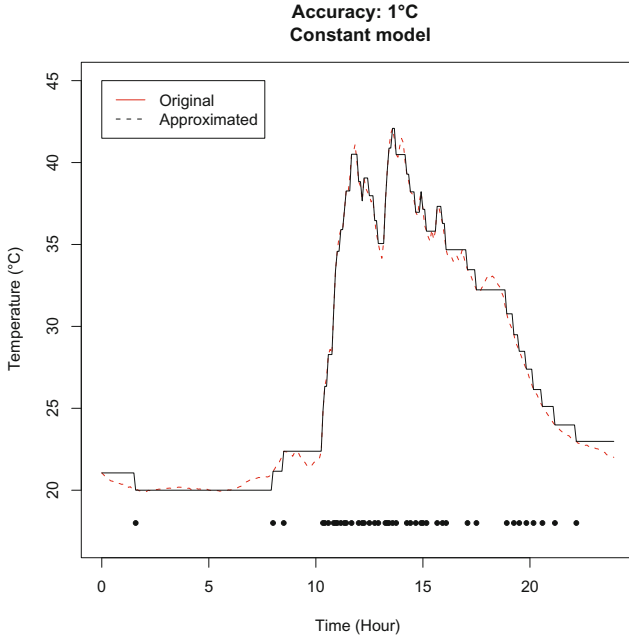 Accuracy: 1°C
Constant model
Original
Approximated
Temperature (°C)
45
40
35
30
25
20
0 5 10 15 20
Time (Hour)